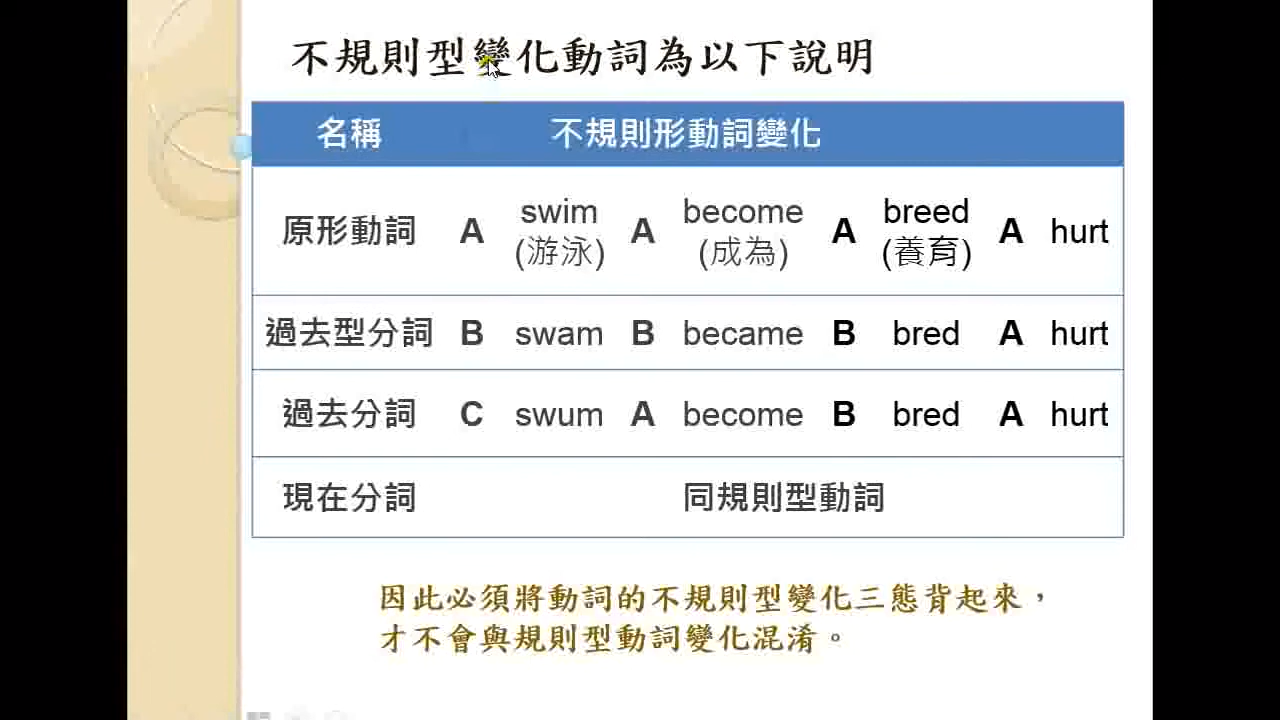 不規則型變化動詞為以下說明
名稱 不規則形動詞變化
原形動詞 A swim (游泳) A become (成為) A breed (養育) A hurt
過去型分詞 B swam B became B bred A hurt
過去分詞 C swum A become B bred A hurt
現在分詞 同規則型動詞
因此必須將動詞的不規則型變化三態背起來，
才不會與規則型動詞變化混淆。